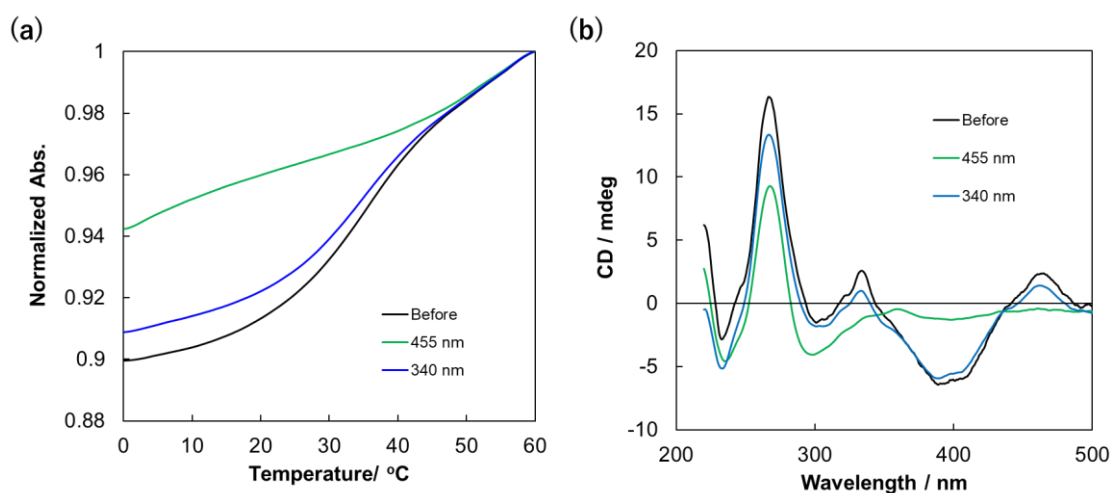 (a)
1
0.98
0.96
0.94
0.92
0.9
0.88
Normalized Abs.
Before
455 nm
340 nm
0 10 20 30 40 50 60
Temperature/ °C
(b)
20
15
10
5
0
-5
-10
CD / mdeg
Before
455 nm
340 nm
200 300 400 500
Wavelength / nm